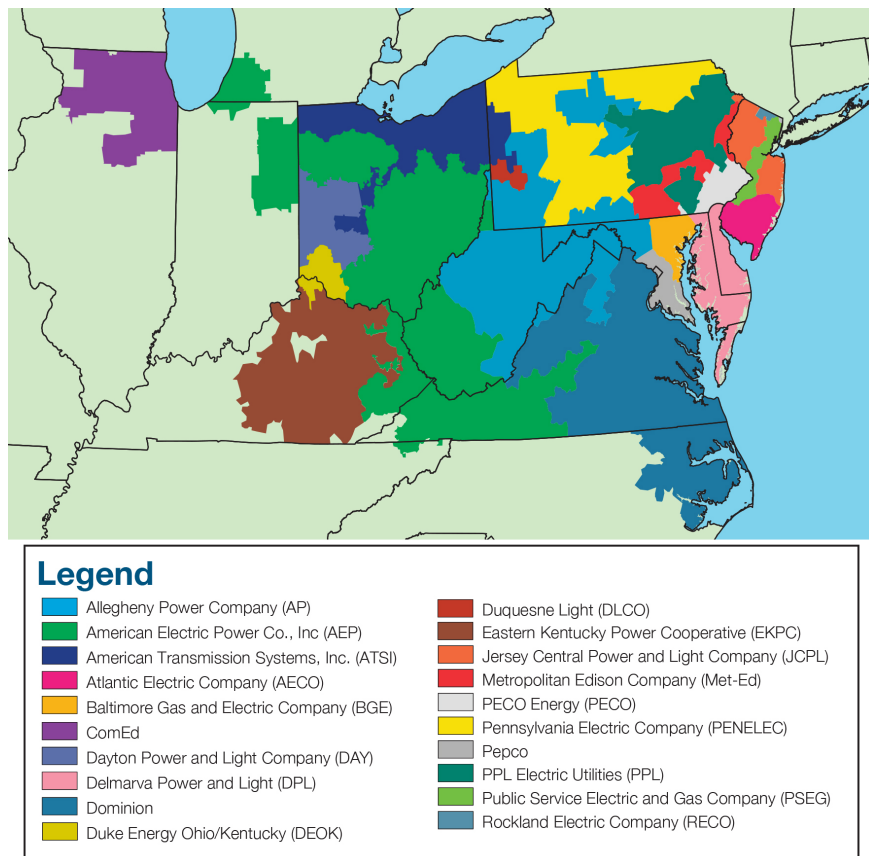 Legend
Allegheny Power Company (AP)
American Electric Power Co., Inc (AEP)
American Transmission Systems, Inc. (ATSI)
Atlantic Electric Company (AECO)
Baltimore Gas and Electric Company (BGE)
ComEd
Dayton Power and Light Company (DAY)
Delmarva Power and Light (DPL)
Dominion
Duke Energy Ohio/Kentucky (DEOK)
Duquesne Light (DLCO)
Eastern Kentucky Power Cooperative (EKPC)
Jersey Central Power and Light Company (JCPL)
Metropolitan Edison Company (Met-Ed)
PECO Energy (PECO)
Pennsylvania Electric Company (PENELEC)
Pepco
PPL Electric Utilities (PPL)
Public Service Electric and Gas Company (PSEG)
Rockland Electric Company (RECO)